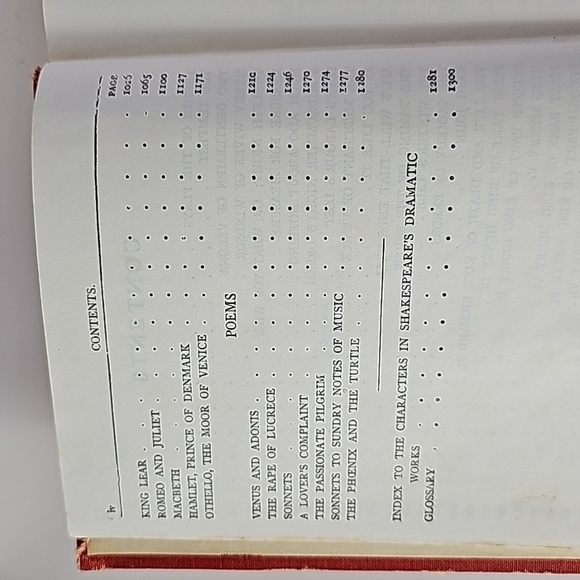 iv
CONTENTS.
PAGE
KING LEAR . . . . . . . . . . 1026
ROMEO AND JULIET . . . . . . . . . . 1065
MACBETH . . . . . . . . . . 1100
HAMLET, PRINCE OF DENMARK . . . . . . . . 1127
OTHELLO, THE MOOR OF VENICE . . . . . . . . 1171
POEMS
VENUS AND ADONIS . . . . . . . . . . 1210
THE RAPE OF LUCRECE . . . . . . . . . . 1224
SONNETS . . . . . . . . . . 1246
A LOVER'S COMPLAINT . . . . . . . . . . 1270
THE PASSIONATE PILGRIM . . . . . . . . . 1274
SONNETS TO SUNDRY NOTES OF MUSIC . . . . . . . 1277
THE PHŒNIX AND THE TURTLE . . . . . . . . 1280
INDEX TO THE CHARACTERS IN SHAKESPEARE'S DRAMATIC
WORKS . . . . . . . . . . 1281
GLOSSARY . . . . . . . . . . 1300